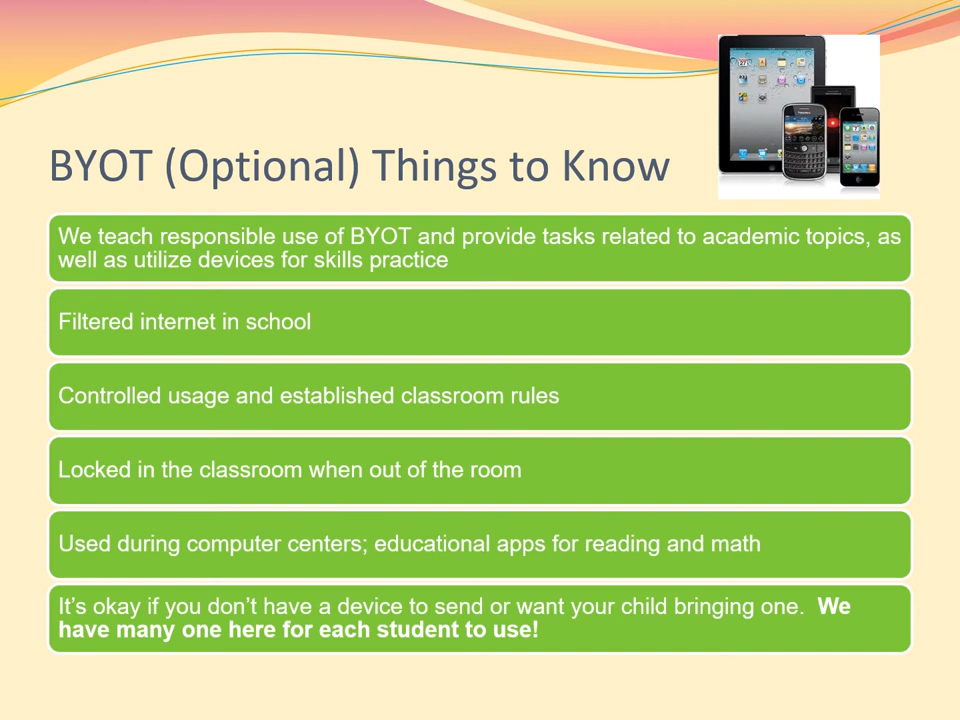 BYOT (Optional) Things to Know
We teach responsible use of BYOT and provide tasks related to academic topics, as
well as utilize devices for skills practice
Filtered internet in school
Controlled usage and established classroom rules
Locked in the classroom when out of the room
Used during computer centers; educational apps for reading and math
It’s okay if you don’t have a device to send or want your child bringing one.  We
have many one here for each student to use!